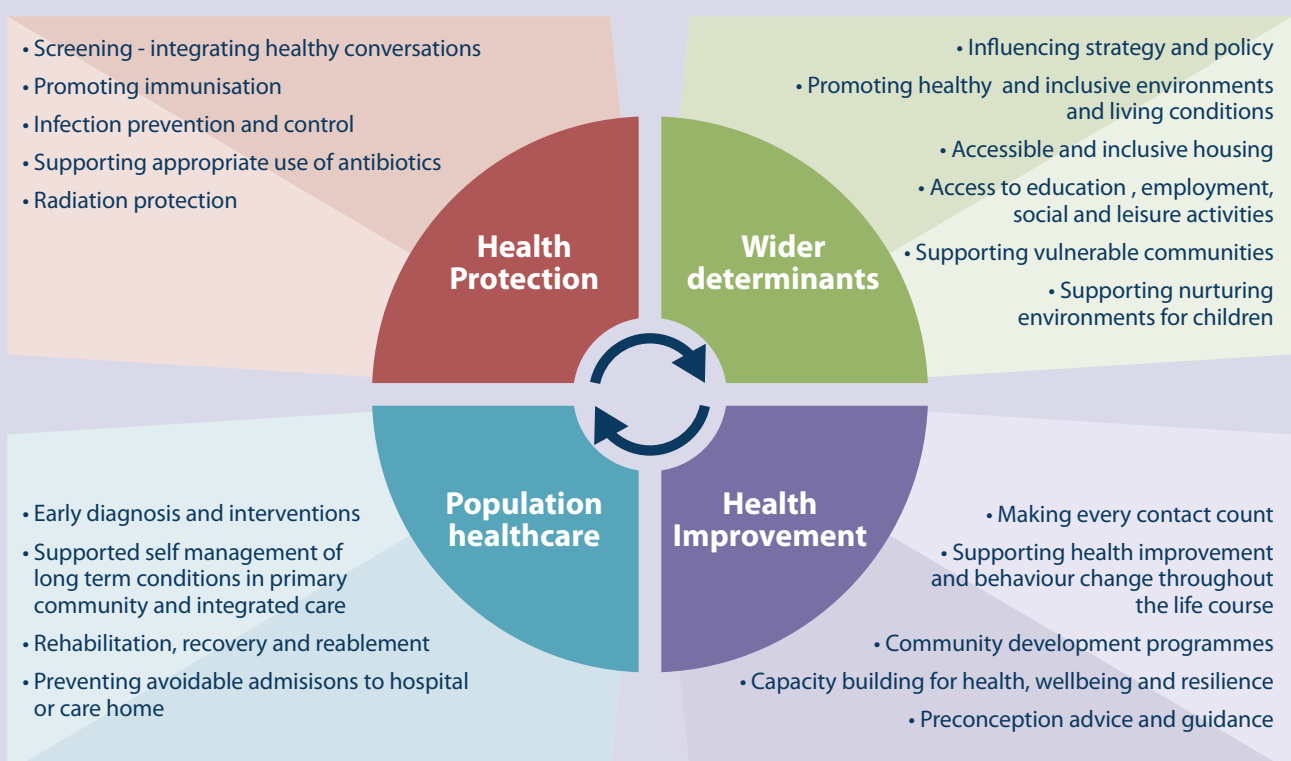 • Screening - integrating healthy conversations
• Promoting immunisation
• Infection prevention and control
• Supporting appropriate use of antibiotics
• Radiation protection
Health
Protection
• Influencing strategy and policy
• Promoting healthy and inclusive environments
and living conditions
• Accessible and inclusive housing
• Access to education , employment,
social and leisure activities
• Supporting vulnerable communities
• Supporting nurturing
environments for children
Wider
determinants
• Early diagnosis and interventions
• Supported self management of
long term conditions in primary
community and integrated care
• Rehabilitation, recovery and reablement
• Preventing avoidable admisisons to hospital
or care home
Population
healthcare
Health
Improvement
• Making every contact count
• Supporting health improvement
and behaviour change throughout
the life course
• Community development programmes
• Capacity building for health, wellbeing and resilience
• Preconception advice and guidance